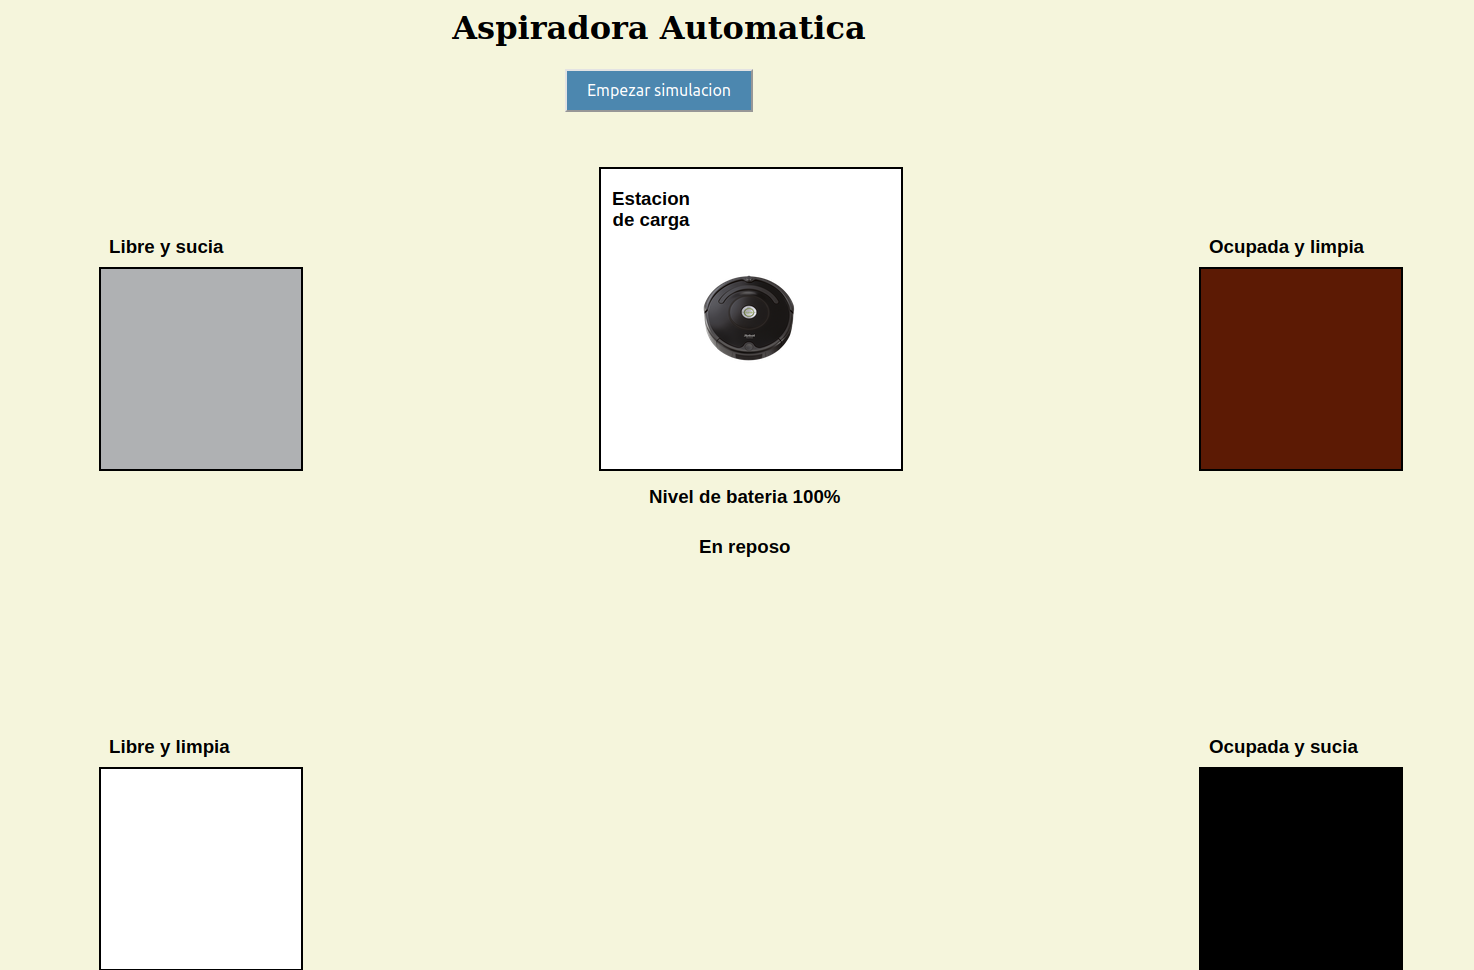 Aspiradora Automatica
Empezar simulacion
Estacion
de carga
Libre y sucia
Ocupada y limpia
Nivel de bateria 100%
En reposo
Libre y limpia
Ocupada y sucia